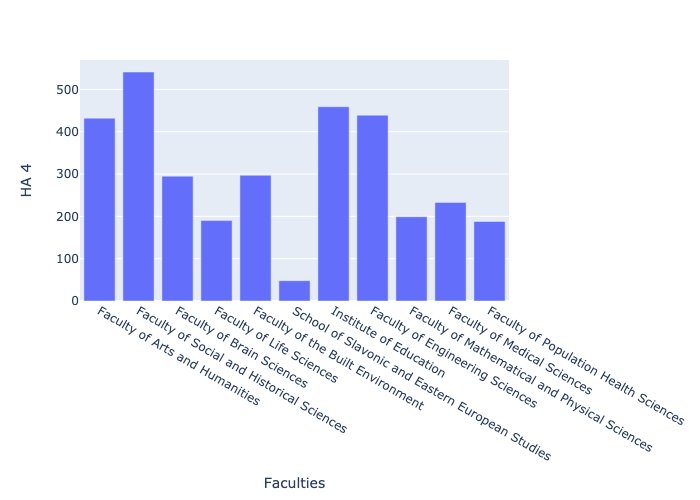 HA 4
500
400
300
200
100
0
Faculty of Arts and Humanities
Faculty of Social and Historical Sciences
Faculty of Brain Sciences
Faculty of Life Sciences
Faculty of the Built Environment
School of Slavonic and Eastern European Studies
Institute of Education
Faculty of Engineering Sciences
Faculty of Mathematical and Physical Sciences
Faculty of Medical Sciences
Faculty of Population Health Sciences
Faculties